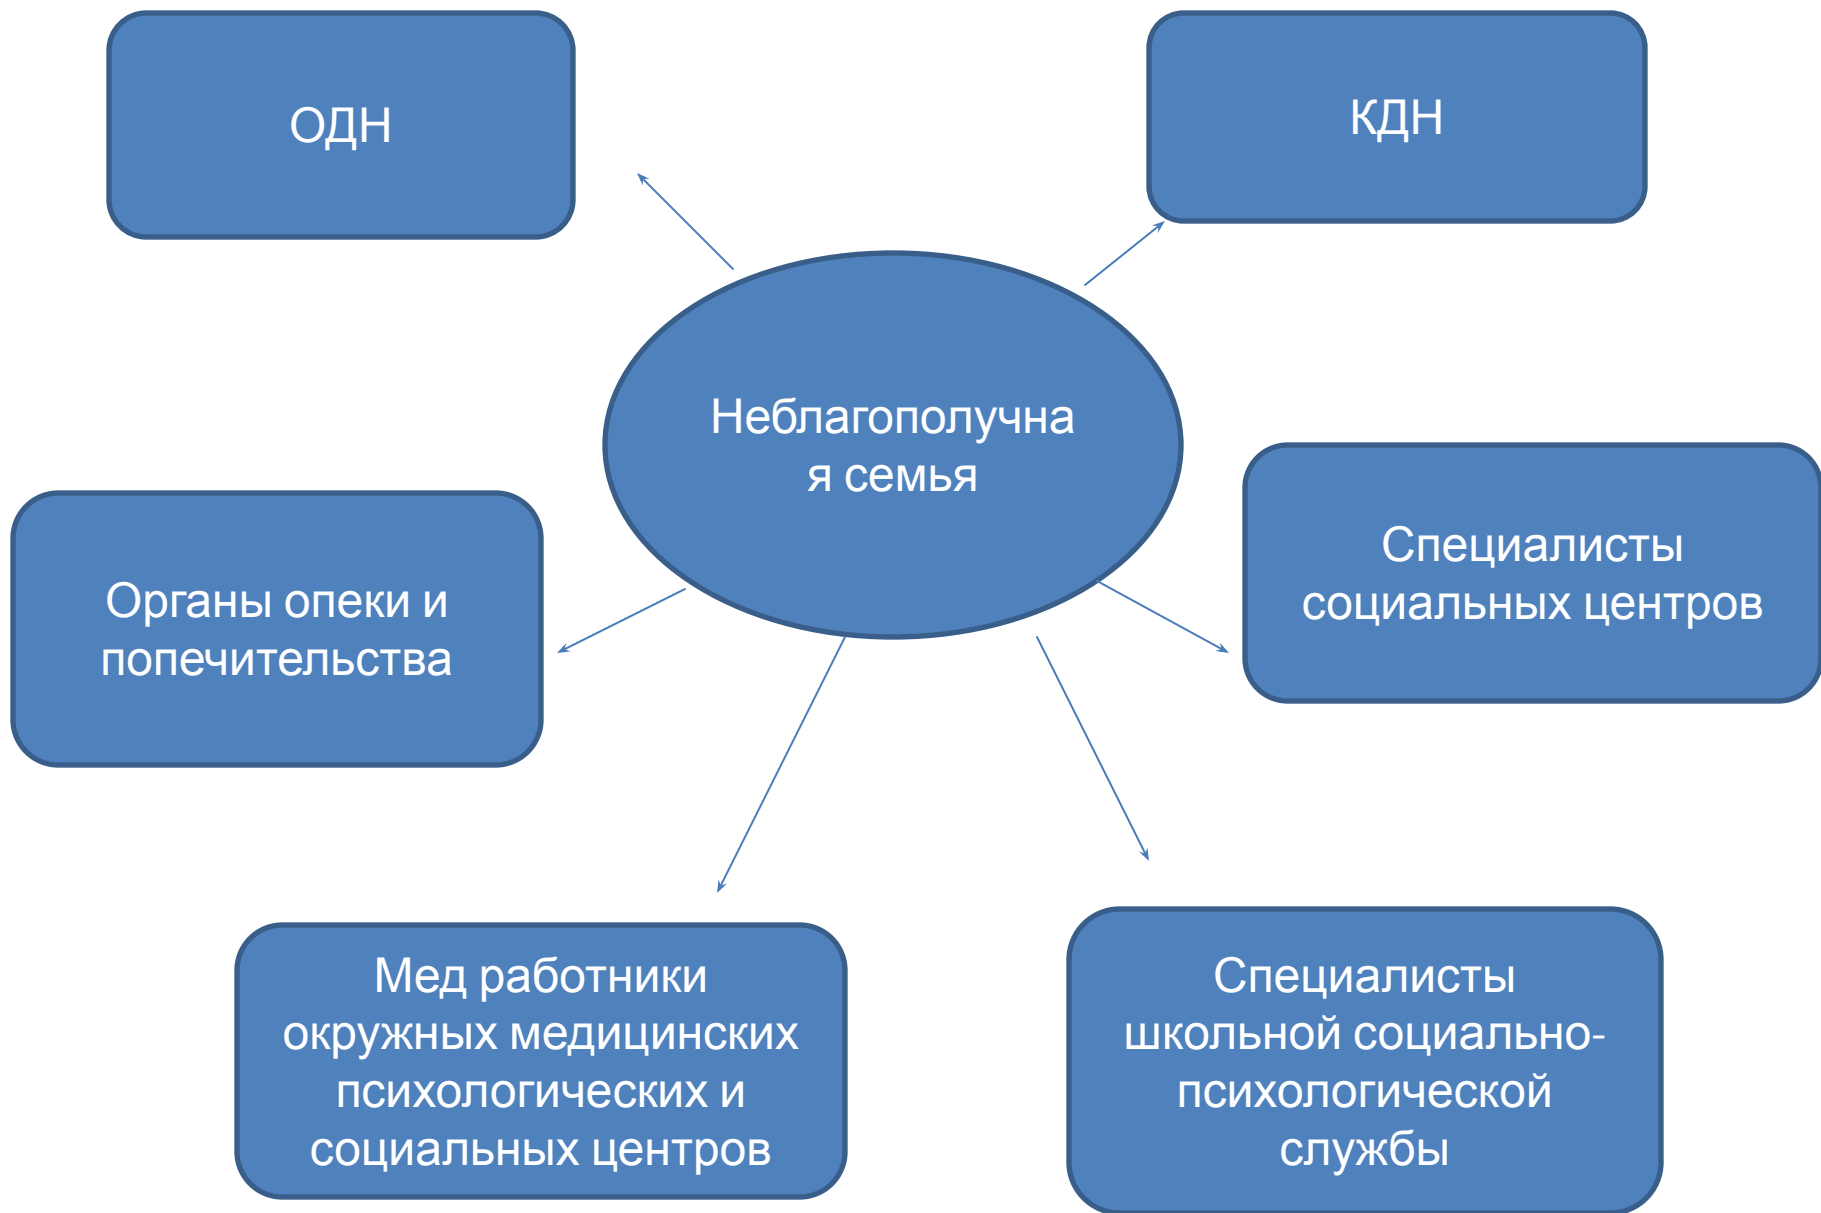 ОДН
КДН
Неблагополучна
я семья
Органы опеки и
попечительства
Специалисты
социальных центров
Мед работники
окружных медицинских
психологических и
социальных центров
Специалисты
школьной социально-
психологической
службы